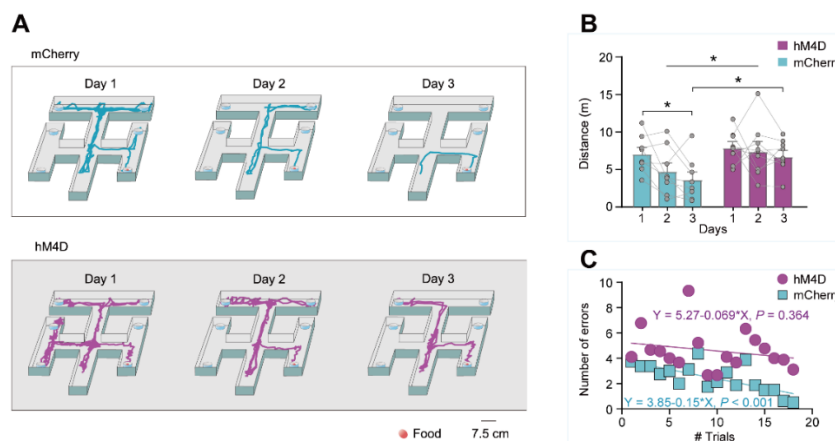 A
mCherry
Day 1
Day 2
Day 3
hM4D
Day 1
Day 2
Day 3
Food
7.5 cm
B
hM4D
mCherry
Distance (m)
20
15
10
5
0
*
*
*
1 2 3 1 2 3
Days
C
hM4D
mCherry
Number of errors
10
8
6
4
2
0
Y = 5.27-0.069*X, P = 0.364
Y = 3.85-0.15*X, P < 0.001
0 5 10 15 20
# Trials